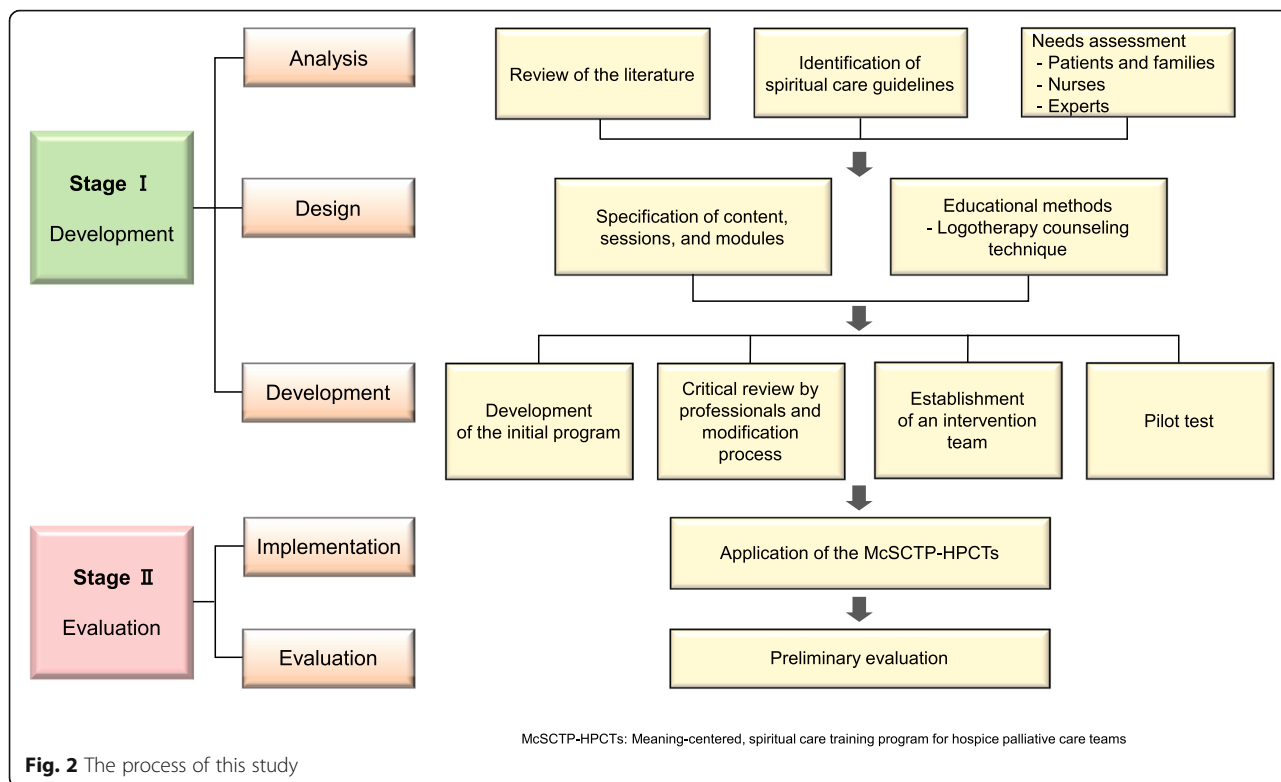 Stage Ⅰ
Development
Analysis
Review of the literature
Identification of
spiritual care guidelines
Needs assessment
- Patients and families
- Nurses
- Experts
Design
Specification of content,
sessions, and modules
Educational methods
- Logotherapy counseling
technique
Development
Development
of the initial program
Critical review by
professionals and
modification
process
Establishment
of an intervention
team
Pilot test
Stage Ⅱ
Evaluation
Implementation
Application of the McSCTP-HPCTs
Evaluation
Preliminary evaluation
McSCTP-HPCTs: Meaning-centered, spiritual care training program for hospice palliative care teams
Fig. 2 The process of this study